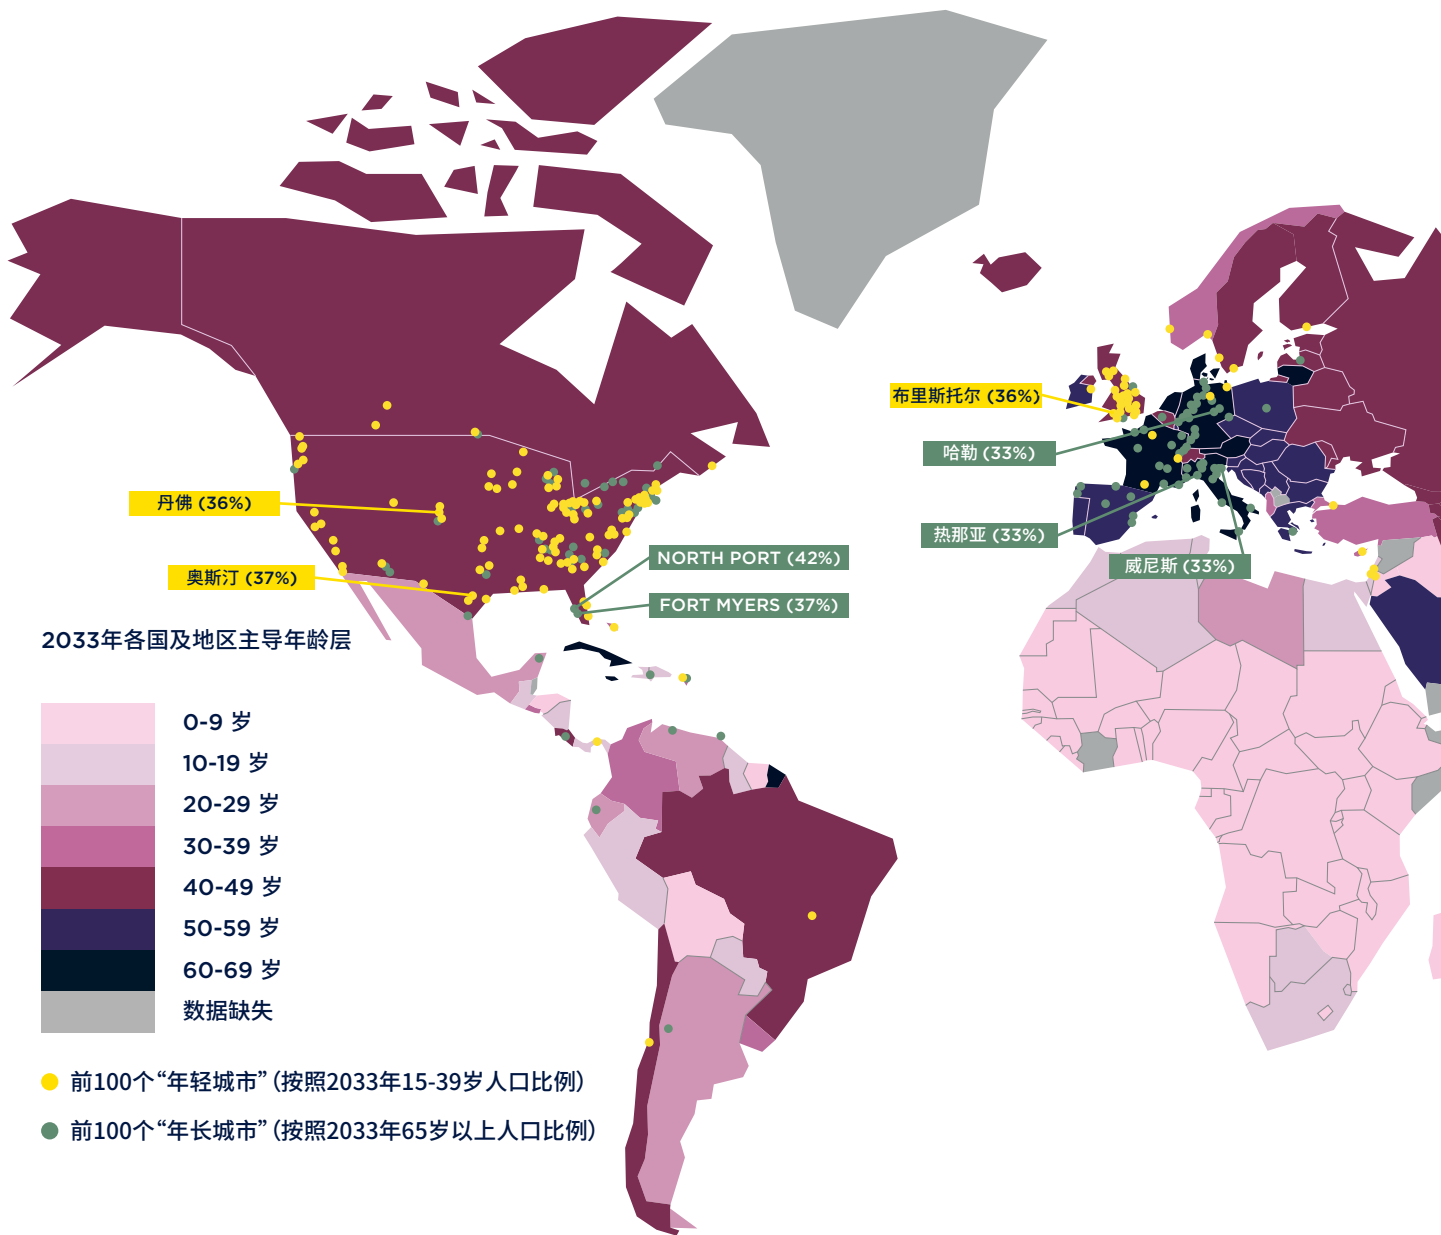 布里斯托尔 (36%)
哈勒 (33%)
丹佛 (36%)
热那亚 (33%)
NORTH PORT (42%)
威尼斯 (33%)
奥斯汀 (37%)
FORT MYERS (37%)
2033年各国及地区主导年龄层
0-9 岁
10-19 岁
20-29 岁
30-39 岁
40-49 岁
50-59 岁
60-69 岁
数据缺失
前100个“年轻城市”（按照2033年15-39岁人口比例）
前100个“年长城市”（按照2033年65岁以上人口比例）